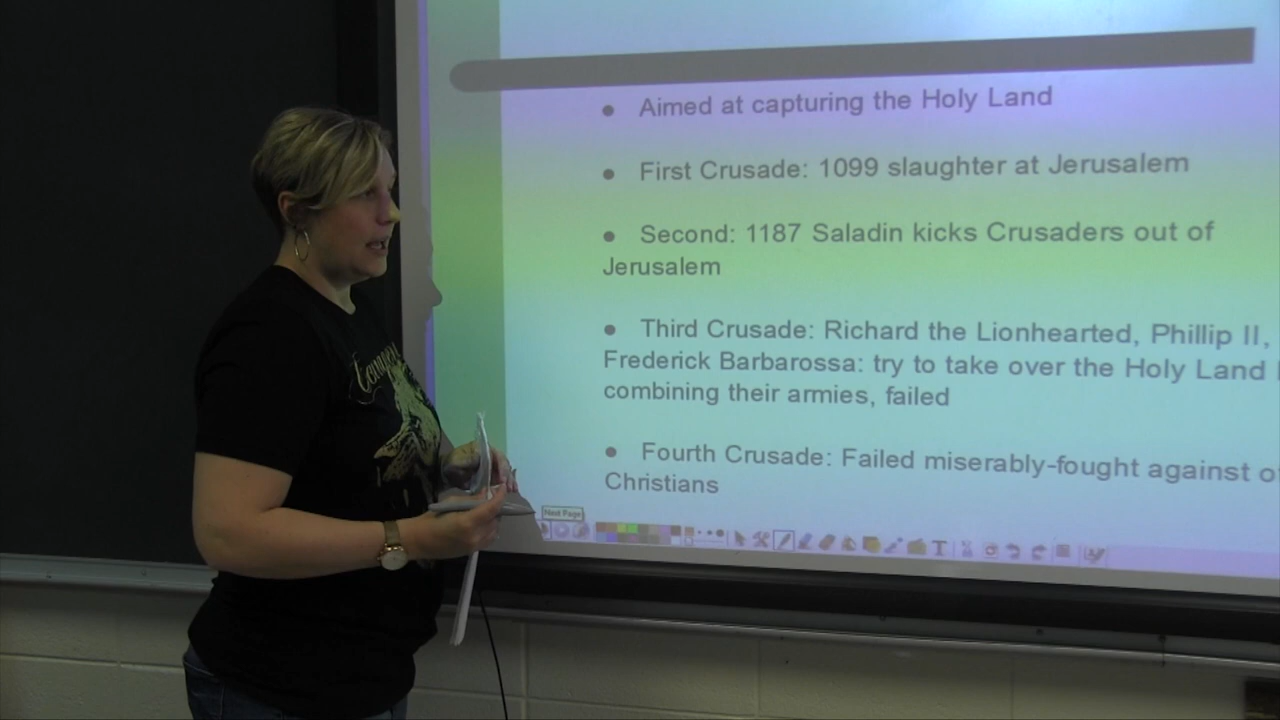 • Aimed at capturing the Holy Land
• First Crusade: 1099 slaughter at Jerusalem
• Second: 1187 Saladin kicks Crusaders out of
Jerusalem
• Third Crusade: Richard the Lionhearted, Phillip II,
Frederick Barbarossa: try to take over the Holy Land
combining their armies, failed
• Fourth Crusade: Failed miserably-fought against
Christians
Next Page
T